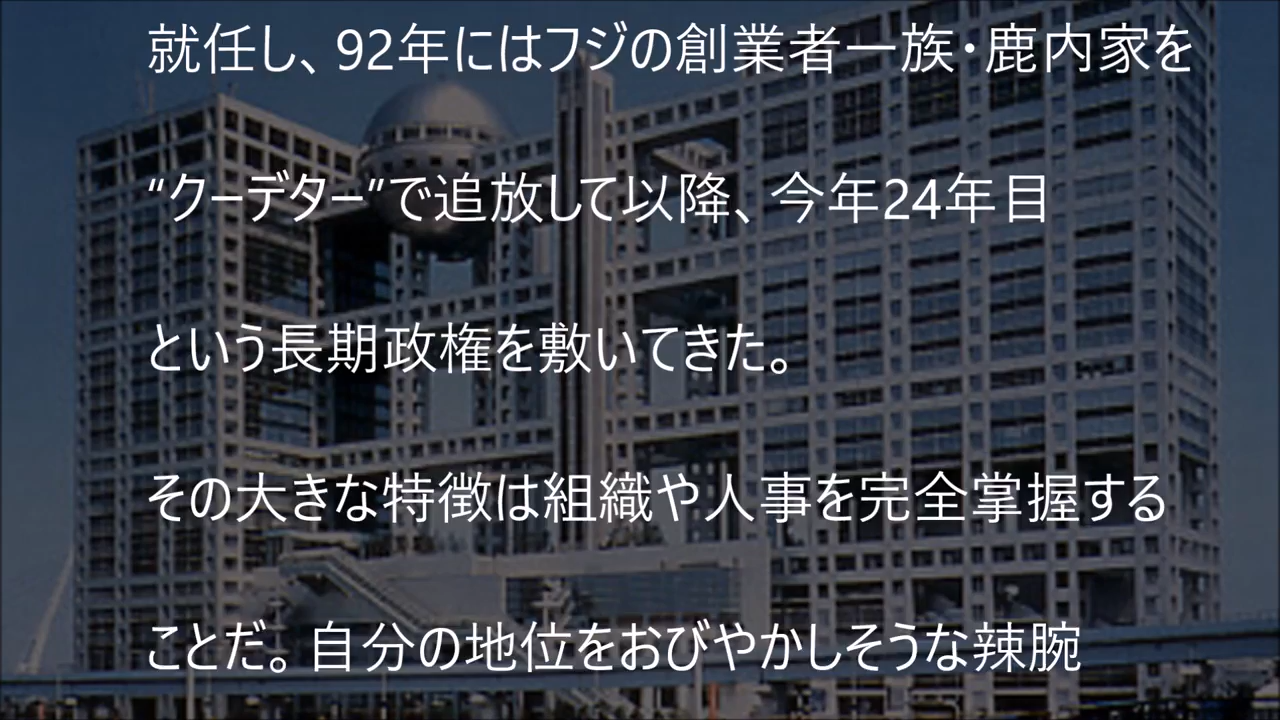 就任し、92年にはフジの創業者一族・鹿内家を
“クーデター”で追放して以降、今年24年目
という長期政権を敷いてきた。
その大きな特徴は組織や人事を完全掌握する
ことだ。自分の地位をおびやかしそうな辣腕